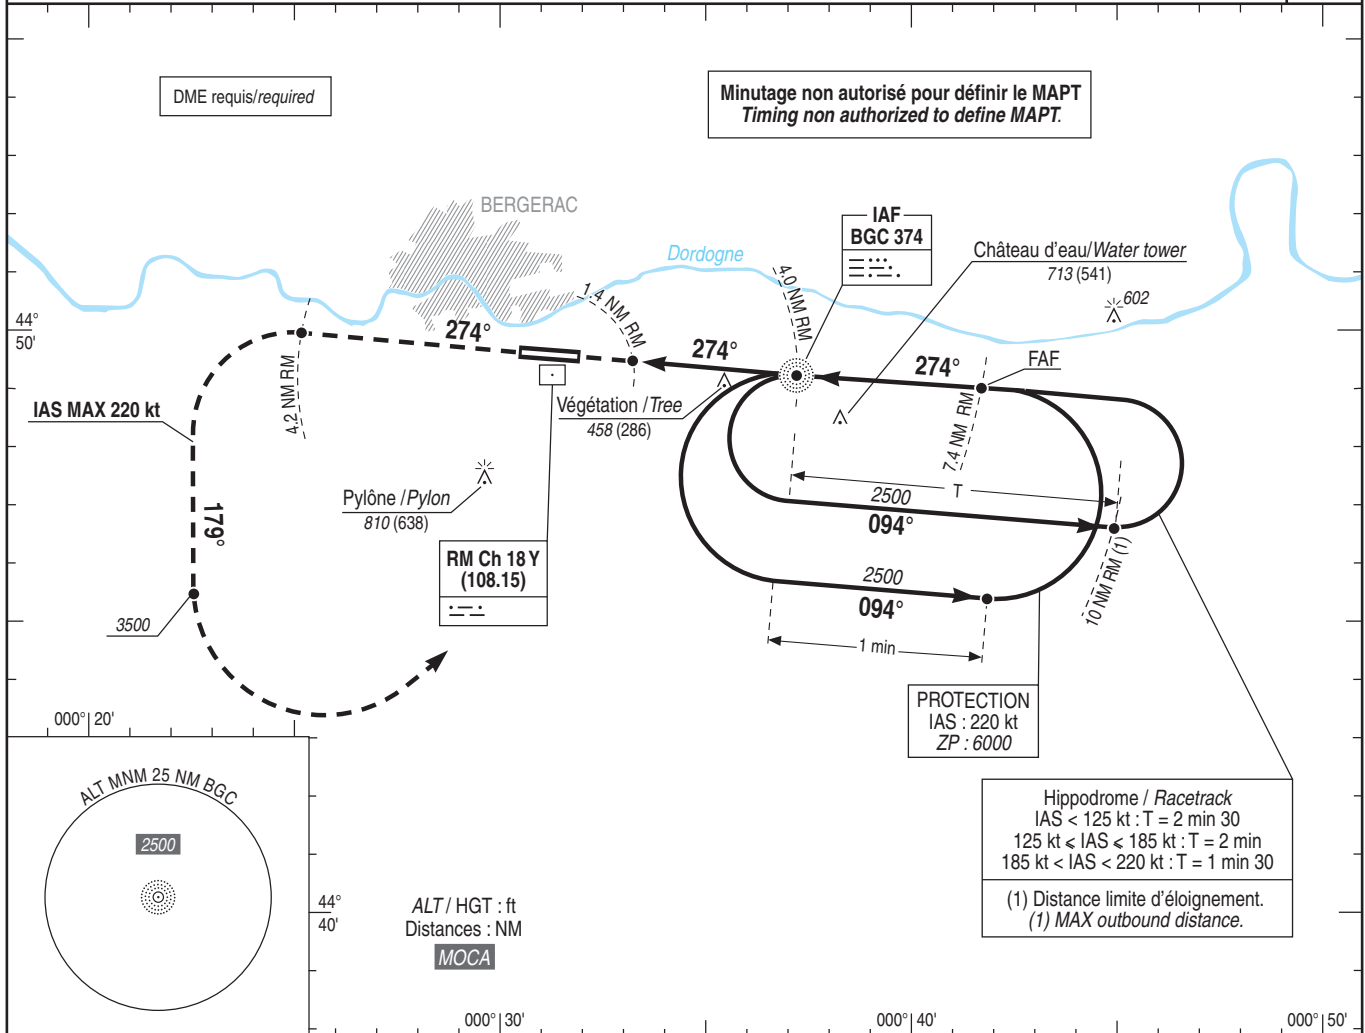 DME requis/required
Minutage non autorisé pour définir le MAPT
Timing non authorized to define MAPT.
BERGERAC
IAF
BGC 374
Dordogne
Château d'eau/Water tower
713 (541)
602
44°
50'
1.4 NM RM
4.0 NM RM
274°
274°
274°
FAF
IAS MAX 220 kt
4.2 NM RM
Végétation / Tree
458 (286)
7.4 NM RM
T
2500
094°
Pylône / Pylon
810 (638)
179°
RM Ch 18 Y
(108.15)
10 NM RM (1)
2500
094°
1 min
3500
PROTECTION
IAS : 220 kt
ZP : 6000
000° 20'
ALT MNM 25 NM BGC
2500
Hippodrome / Racetrack
IAS < 125 kt : T = 2 min 30
125 kt ⩽ IAS ⩽ 185 kt : T = 2 min
185 kt < IAS < 220 kt : T = 1 min 30
(1) Distance limite d'éloignement.
(1) MAX outbound distance.
44°
40'
ALT / HGT : ft
Distances : NM
MOCA
000° 30'
000° 40'
000° 50'